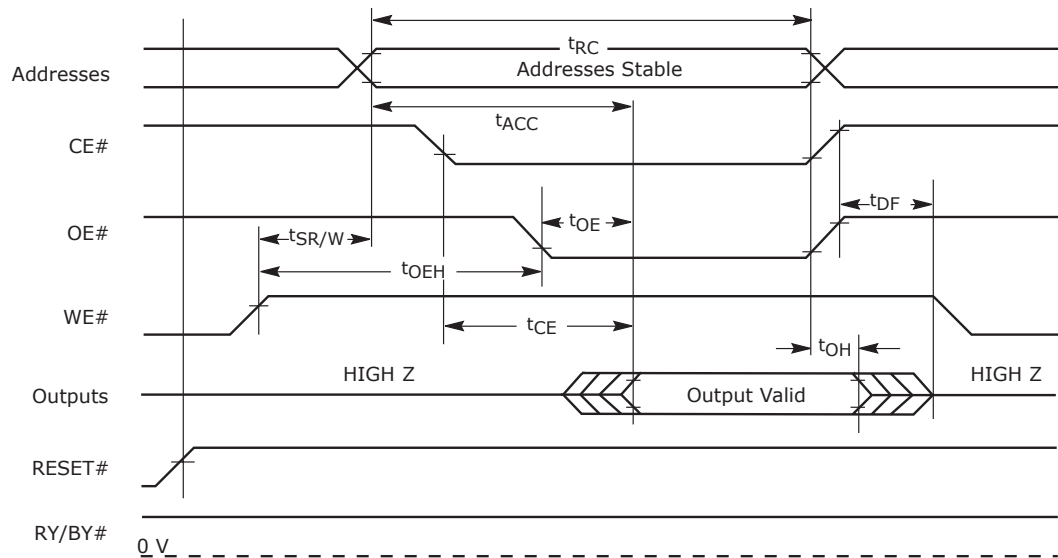 tRC
Addresses
Addresses Stable
tACC
CE#
tDF
OE#
tOE
tSR/W
tOEH
WE#
tCE
tOH
HIGH Z
HIGH Z
Outputs
Output Valid
RESET#
RY/BY#
0 V